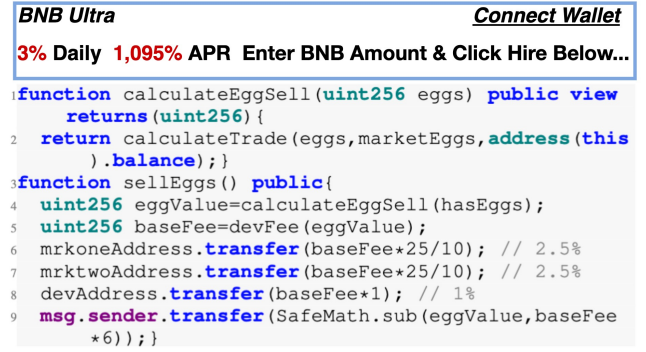 BNB Ultra Connect Wallet
3% Daily 1,095% APR Enter BNB Amount & Click Hire Below...
1function calculateEggSell(uint256 eggs) public view
returns(uint256){
2 return calculateTrade(eggs,marketEggs,address(this
).balance);}
3function sellEggs() public{
4 uint256 eggValue=calculateEggSell(hasEggs);
5 uint256 baseFee=devFee(eggValue);
6 mrkoneAddress.transfer(baseFee*25/10); // 2.5%
7 mrktwoAddress.transfer(baseFee*25/10); // 2.5%
8 devAddress.transfer(baseFee*1); // 1%
9 msg.sender.transfer(SafeMath.sub(eggValue,baseFee
*6));}